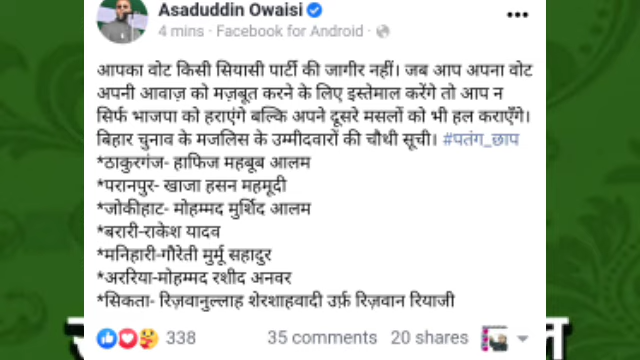 Asaduddin Owaisi
4 mins · Facebook for Android ·
आपका वोट किसी सियासी पार्टी की जागीर नहीं। जब आप अपना वोट
अपनी आवाज़ को मज़बूत करने के लिए इस्तेमाल करेंगे तो आप न
सिर्फ भाजपा को हराएंगे बल्कि अपने दूसरे मसलों को भी हल कराएँगे।
बिहार चुनाव के मजलिस के उम्मीदवारों की चौथी सूची। #पतंग_छाप
*ठाकुरगंज- हाफिज महबूब आलम
*परानपुर- खाजा हसन महमूदी
*जोकीहाट- मोहम्मद मुर्शिद आलम
*बरारी-राकेश यादव
*मनिहारी-गौरेती मुर्मू सहादुर
*अररिया-मोहम्मद रशीद अनवर
*सिकता- रिज़वानुल्लाह शेरशाहवादी उर्फ़ रिज़वान रियाजी
338 35 comments 20 shares